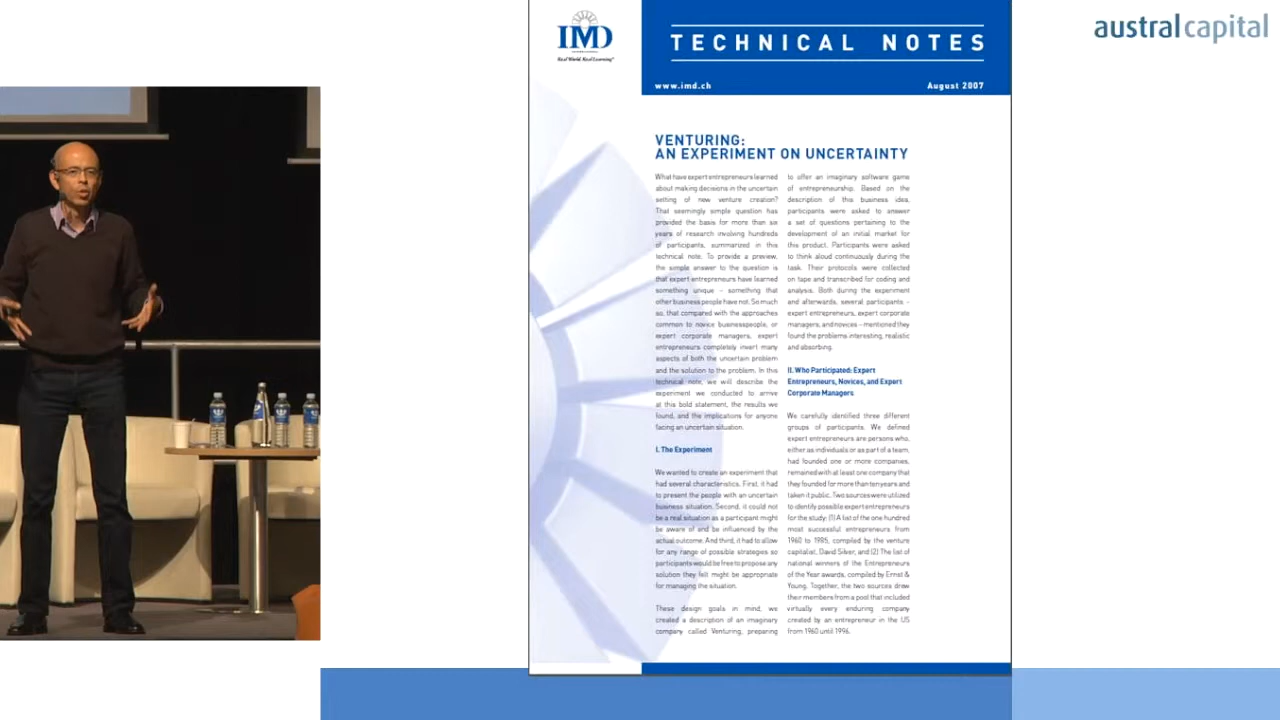 IMD
Real World. Real Learning
TECHNICAL NOTES
www.imd.ch
August 2007
australcapital
VENTURING:
AN EXPERIMENT ON UNCERTAINTY
What have expert entrepreneurs learned
about making decisions in the uncertain
setting of new venture creation?
That seemingly simple question has
provided the basis for more than six
years of research involving hundreds
of participants, summarized in this
technical note. To provide a preview,
the simple answer to the question is
that expert entrepreneurs have learned
something unique – something that
other business people have not. So much
so, that compared with the approaches
common to novice businesspeople, or
expert corporate managers, expert
entrepreneurs completely invert many
aspects of both the uncertain problem
and the solution to the problem. In this
technical note, we will describe the
experiment we conducted to arrive
at this bold statement, the results we
found, and the implications for anyone
facing an uncertain situation.
I. The Experiment
We wanted to create an experiment that
had several characteristics. First, it had
to present the people with an uncertain
business situation. Second, it could not
be a real situation as a participant might
be aware of and be influenced by the
actual outcome. And third, it had to allow
for any range of possible strategies so
participants would be free to propose any
solution they felt might be appropriate
for managing the situation.
These design goals in mind, we
created a description of an imaginary
company called Venturing, preparing
to offer an imaginary software game
of entrepreneurship. Based on the
description of this business idea,
participants were asked to answer
a set of questions pertaining to the
development of an initial market for
this product. Participants were asked
to think aloud continuously during the
task. Their protocols were collected
on tape and transcribed for coding and
analysis. Both during the experiment
and afterwards, several participants –
expert entrepreneurs, expert corporate
managers, and novices – mentioned they
found the problems interesting, realistic
and absorbing.
II. Who Participated: Expert
Entrepreneurs, Novices, and Expert
Corporate Managers
We carefully identified three different
groups of participants. We defined
expert entrepreneurs are persons who,
either as individuals or as part of a team,
had founded one or more companies,
remained with at least one company that
they founded for more than ten years and
taken it public. Two sources were utilized
to identify possible expert entrepreneurs
for the study: (1) A list of the one hundred
most successful entrepreneurs from
1960 to 1985, compiled by the venture
capitalist, David Silver, and (2) The list of
national winners of the Entrepreneurs
of the Year awards, compiled by Ernst &
Young. Together, the two sources drew
their members from a pool that included
virtually every enduring company
created by an entrepreneur in the US
from 1960 until 1996.